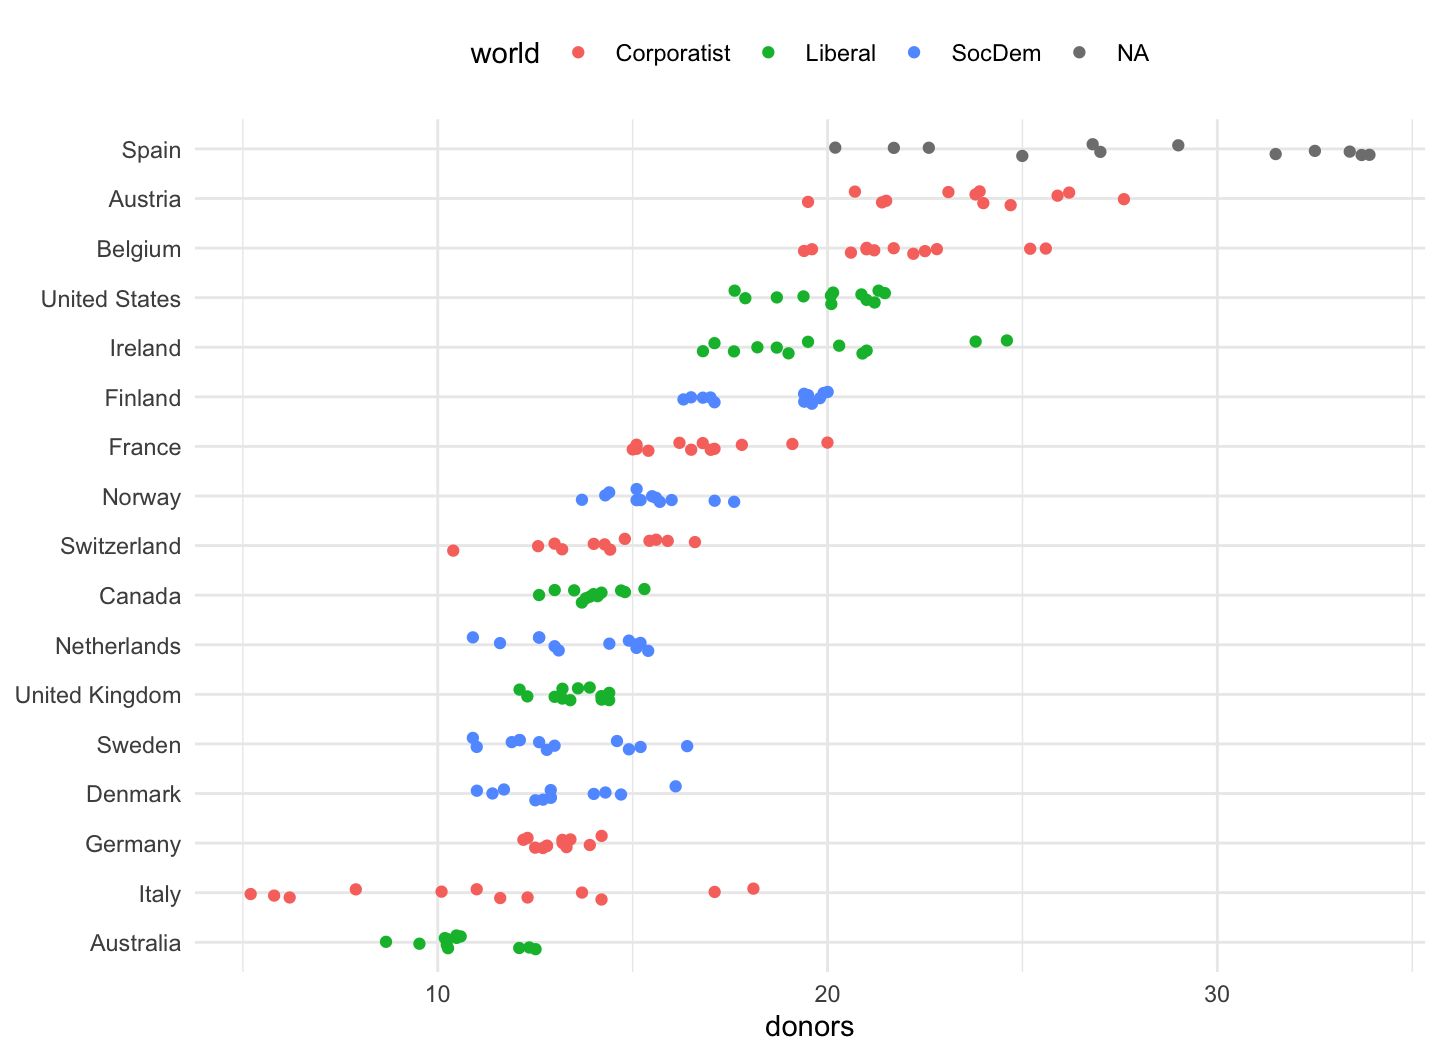 world Corporatist Liberal SocDem NA
Spain
Austria
Belgium
United States
Ireland
Finland
France
Norway
Switzerland
Canada
Netherlands
United Kingdom
Sweden
Denmark
Germany
Italy
Australia
10 20 30
donors